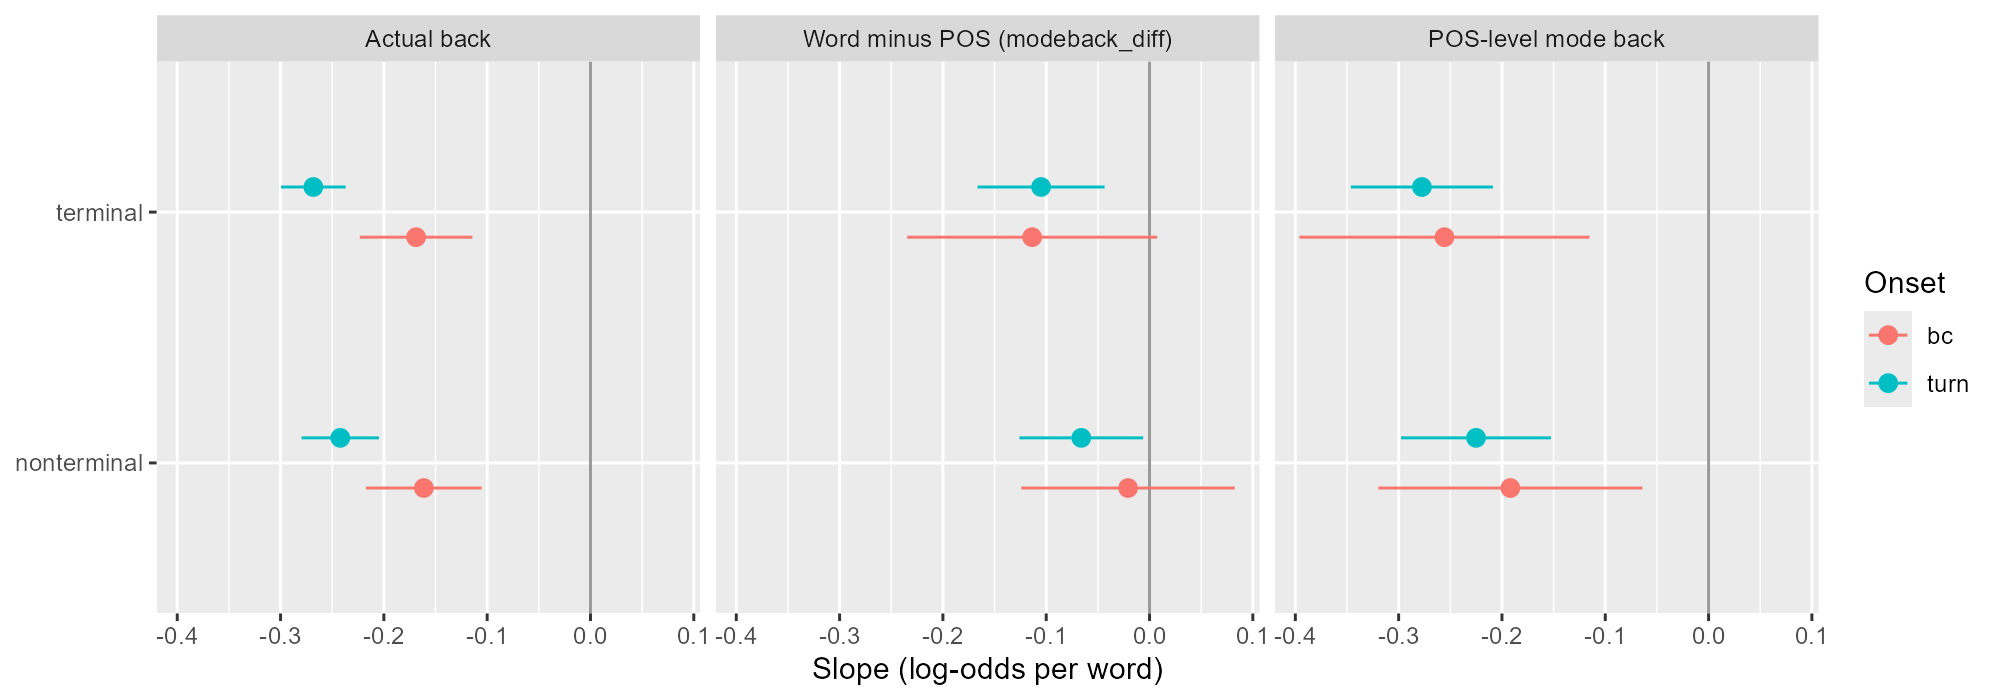 Actual back
Word minus POS (modeback_diff)
POS-level mode back
terminal
nonterminal
-0.4 -0.3 -0.2 -0.1 0.0 0.1
-0.4 -0.3 -0.2 -0.1 0.0 0.1
-0.4 -0.3 -0.2 -0.1 0.0 0.1
Slope (log-odds per word)
Onset
bc
turn